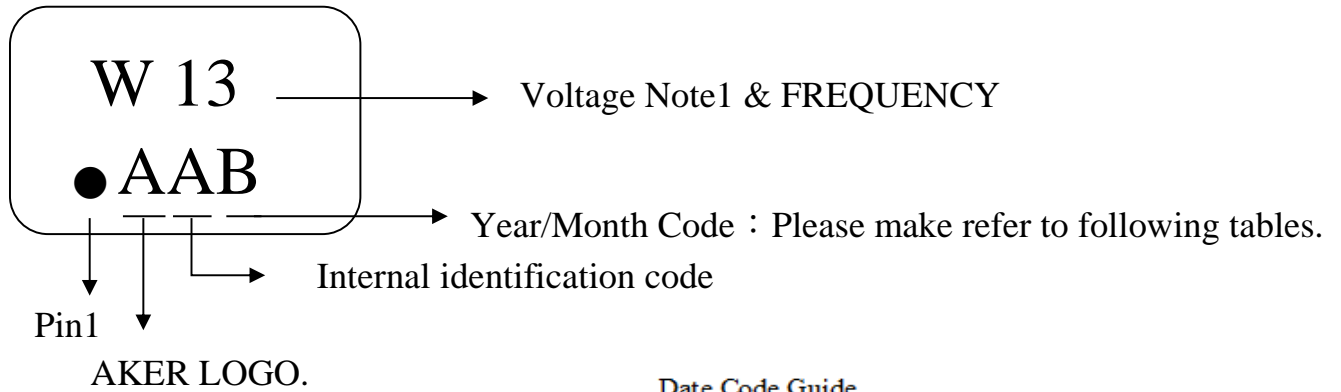 W 13
Voltage Note1 & FREQUENCY
●AAB
Year/Month Code：Please make refer to following tables.
Internal identification code
Pin1
AKER LOGO.
Date Code Guide